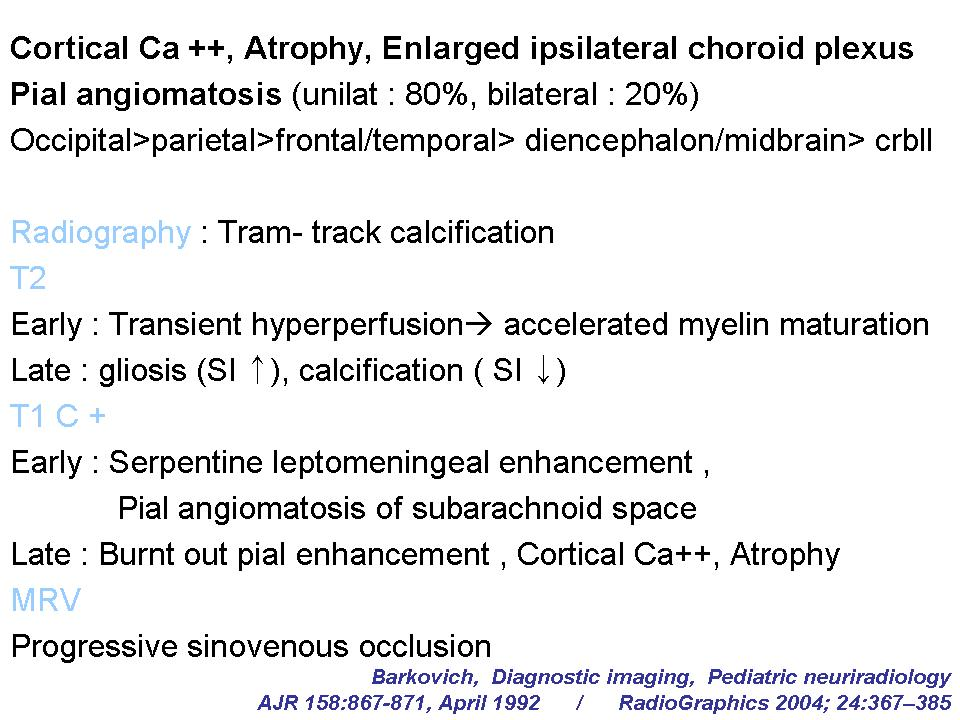 Cortical Ca ++, Atrophy, Enlarged ipsilateral choroid plexus
Pial angiomatosis (unilat : 80%, bilateral : 20%)
Occipital>parietal>frontal/temporal> diencephalon/midbrain> crbll
Radiography : Tram- track calcification
T2
Early : Transient hyperperfusion→ accelerated myelin maturation
Late : gliosis (SI ↑), calcification ( SI ↓)
T1 C +
Early : Serpentine leptomeningeal enhancement ,
Pial angiomatosis of subarachnoid space
Late : Burnt out pial enhancement , Cortical Ca++, Atrophy
MRV
Progressive sinovenous occlusion
Barkovich, Diagnostic imaging, Pediatric neuriradiology
AJR 158:867-871, April 1992 / RadioGraphics 2004; 24:367–385